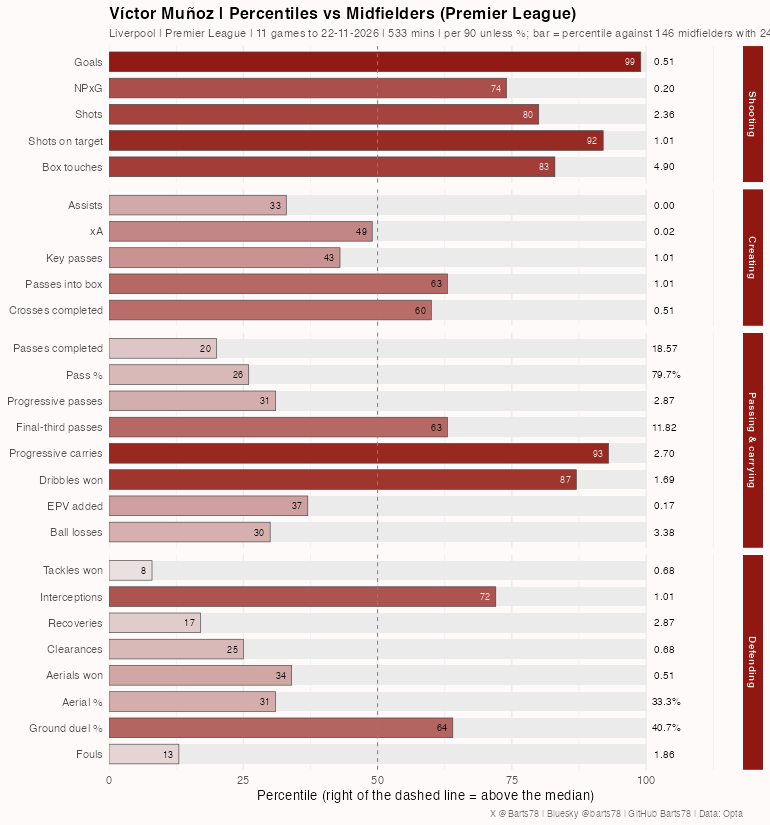 Víctor Muñoz | Percentiles vs Midfielders (Premier League)
Liverpool | Premier League | 11 games to 22-11-2026 | 533 mins | per 90 unless %; bar = percentile against 146 midfielders with 24
Goals 99 0.51
NPxG 74 0.20
Shots 80 2.36
Shots on target 92 1.01
Box touches 83 4.90
Shooting
Assists 33 0.00
xA 49 0.02
Key passes 43 1.01
Passes into box 63 1.01
Crosses completed 60 0.51
Creating
Passes completed 20 18.57
Pass % 26 79.7%
Progressive passes 31 2.87
Final-third passes 63 11.82
Progressive carries 93 2.70
Dribbles won 87 1.69
EPV added 37 0.17
Ball losses 30 3.38
Passing & carrying
Tackles won 8 0.68
Interceptions 72 1.01
Recoveries 17 2.87
Clearances 25 0.68
Aerials won 34 0.51
Aerial % 31 33.3%
Ground duel % 64 40.7%
Fouls 13 1.86
Defending
0 25 50 75 100
Percentile (right of the dashed line = above the median)
X @Barts78 | Bluesky @barts78 | GitHub Barts78 | Data: Opta